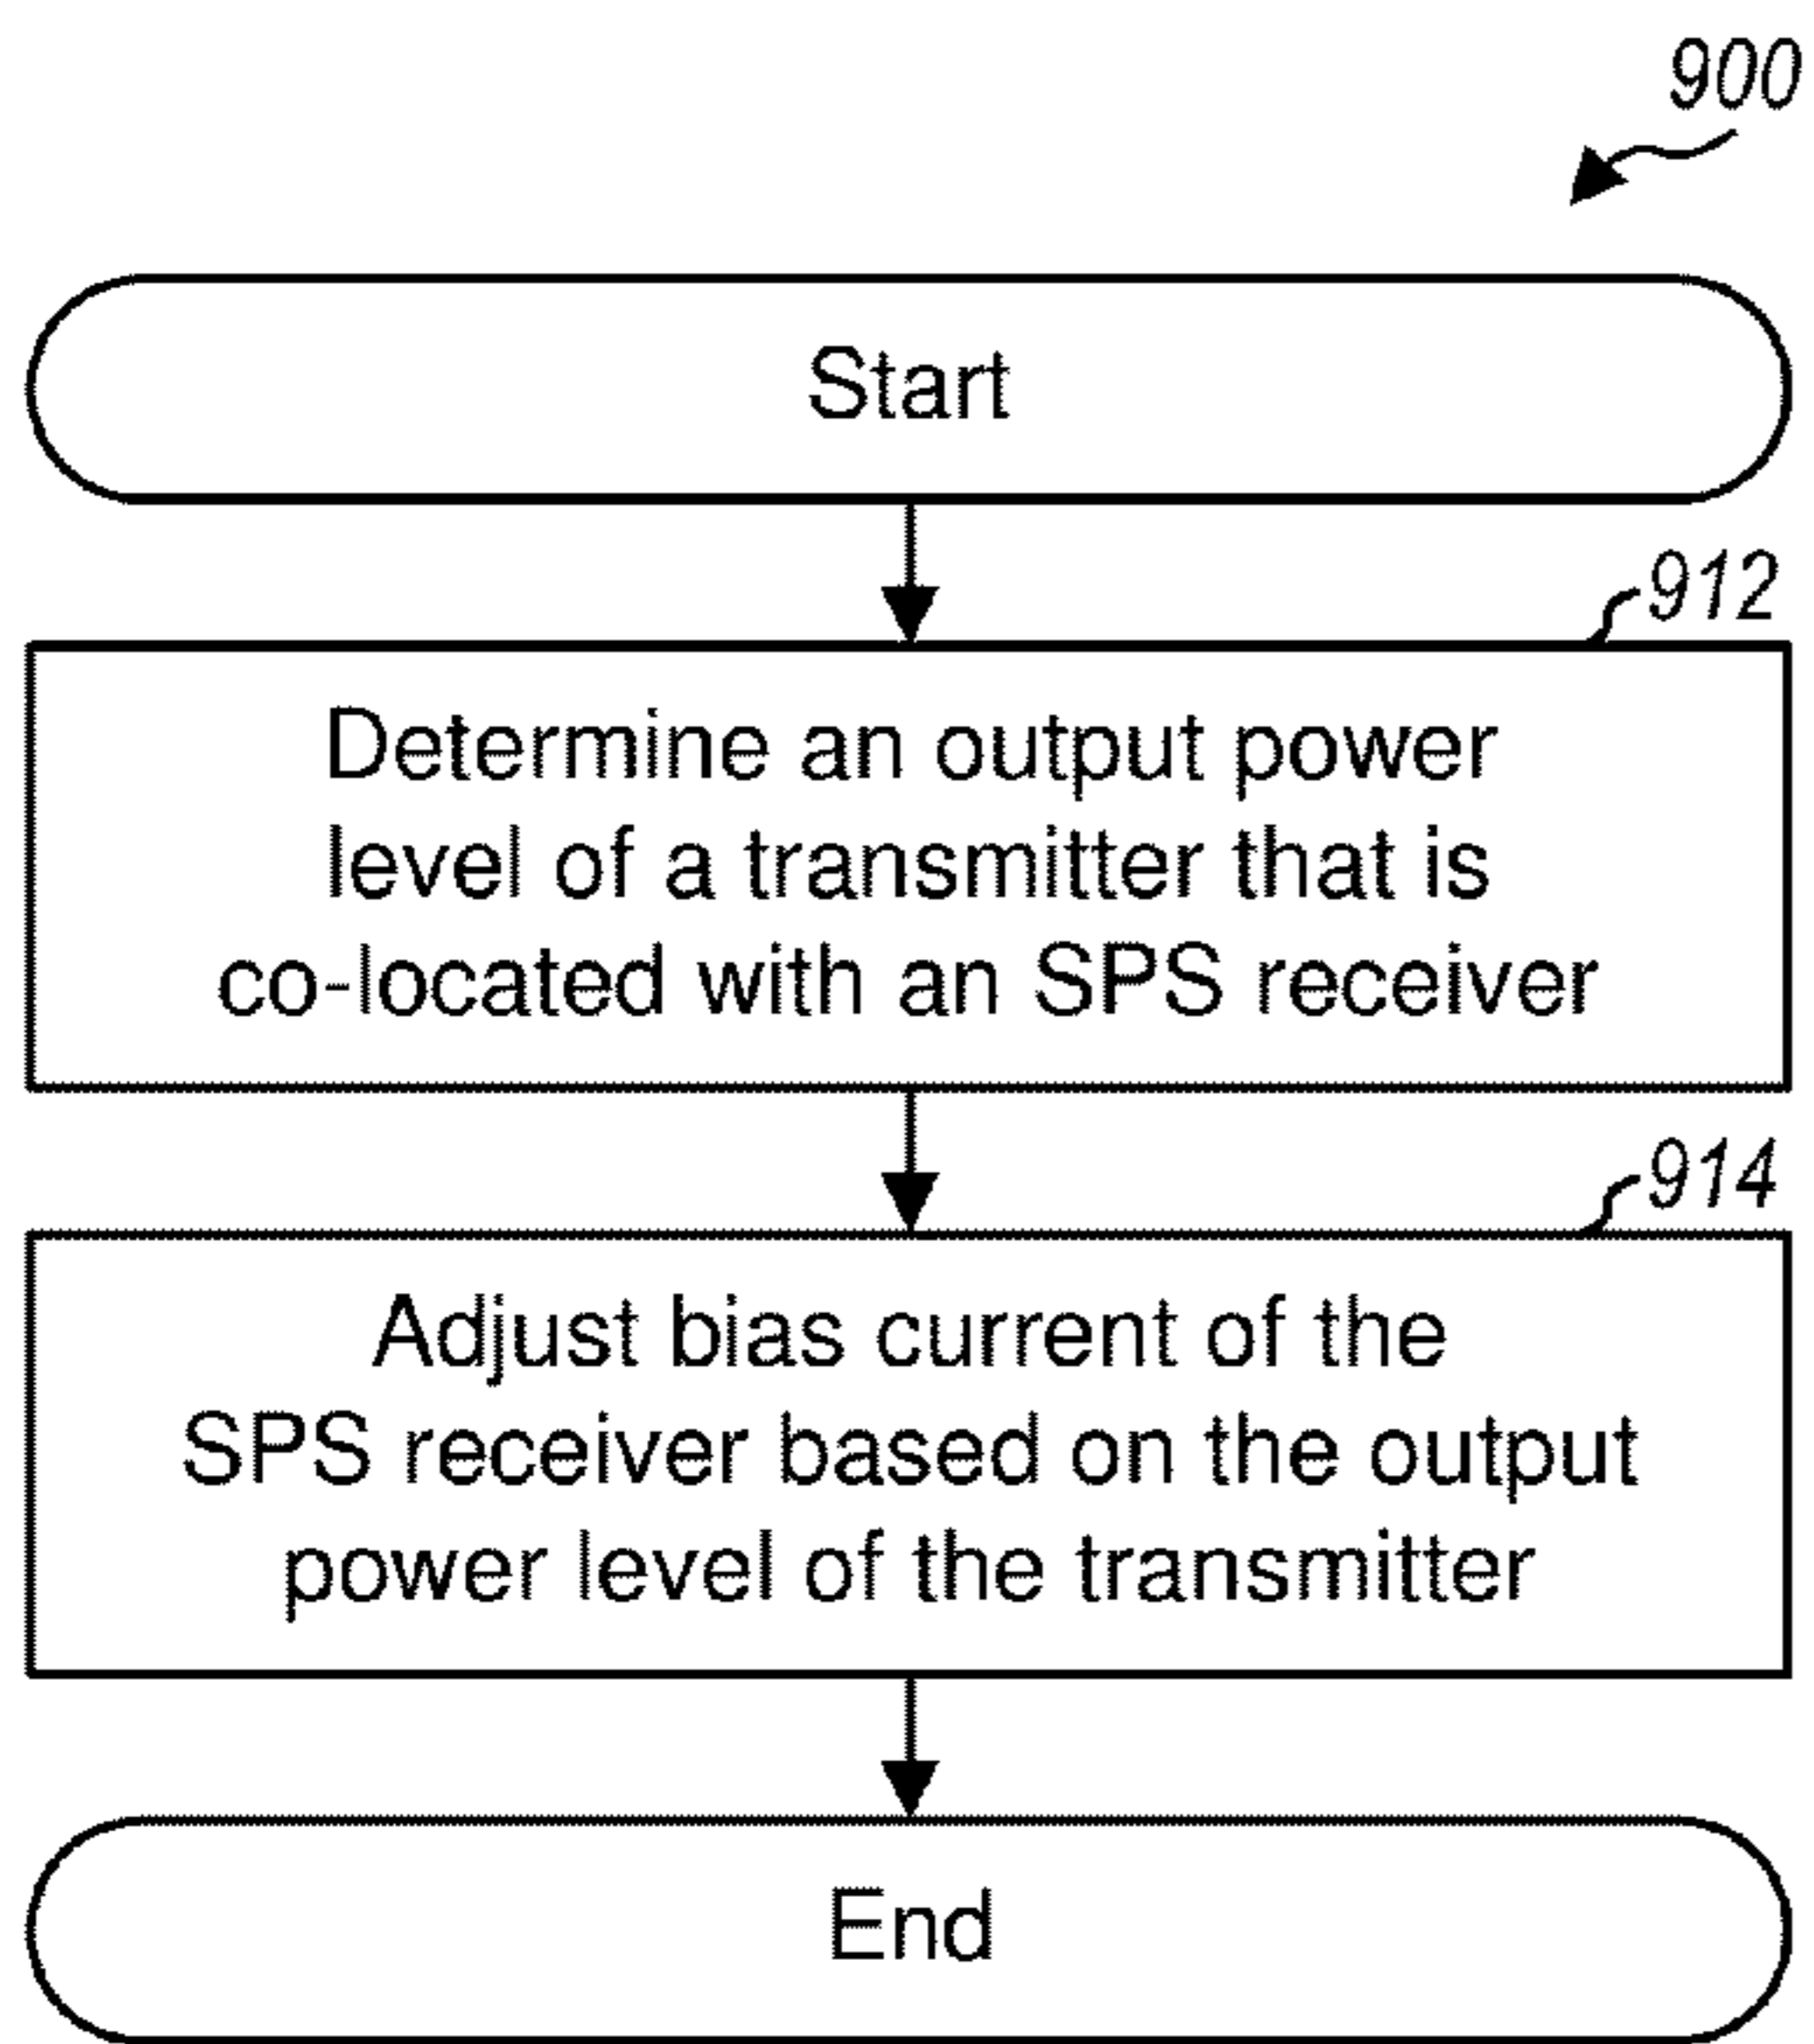 900
Start
912
Determine an output power
level of a transmitter that is
co-located with an SPS receiver
914
Adjust bias current of the
SPS receiver based on the output
power level of the transmitter
End